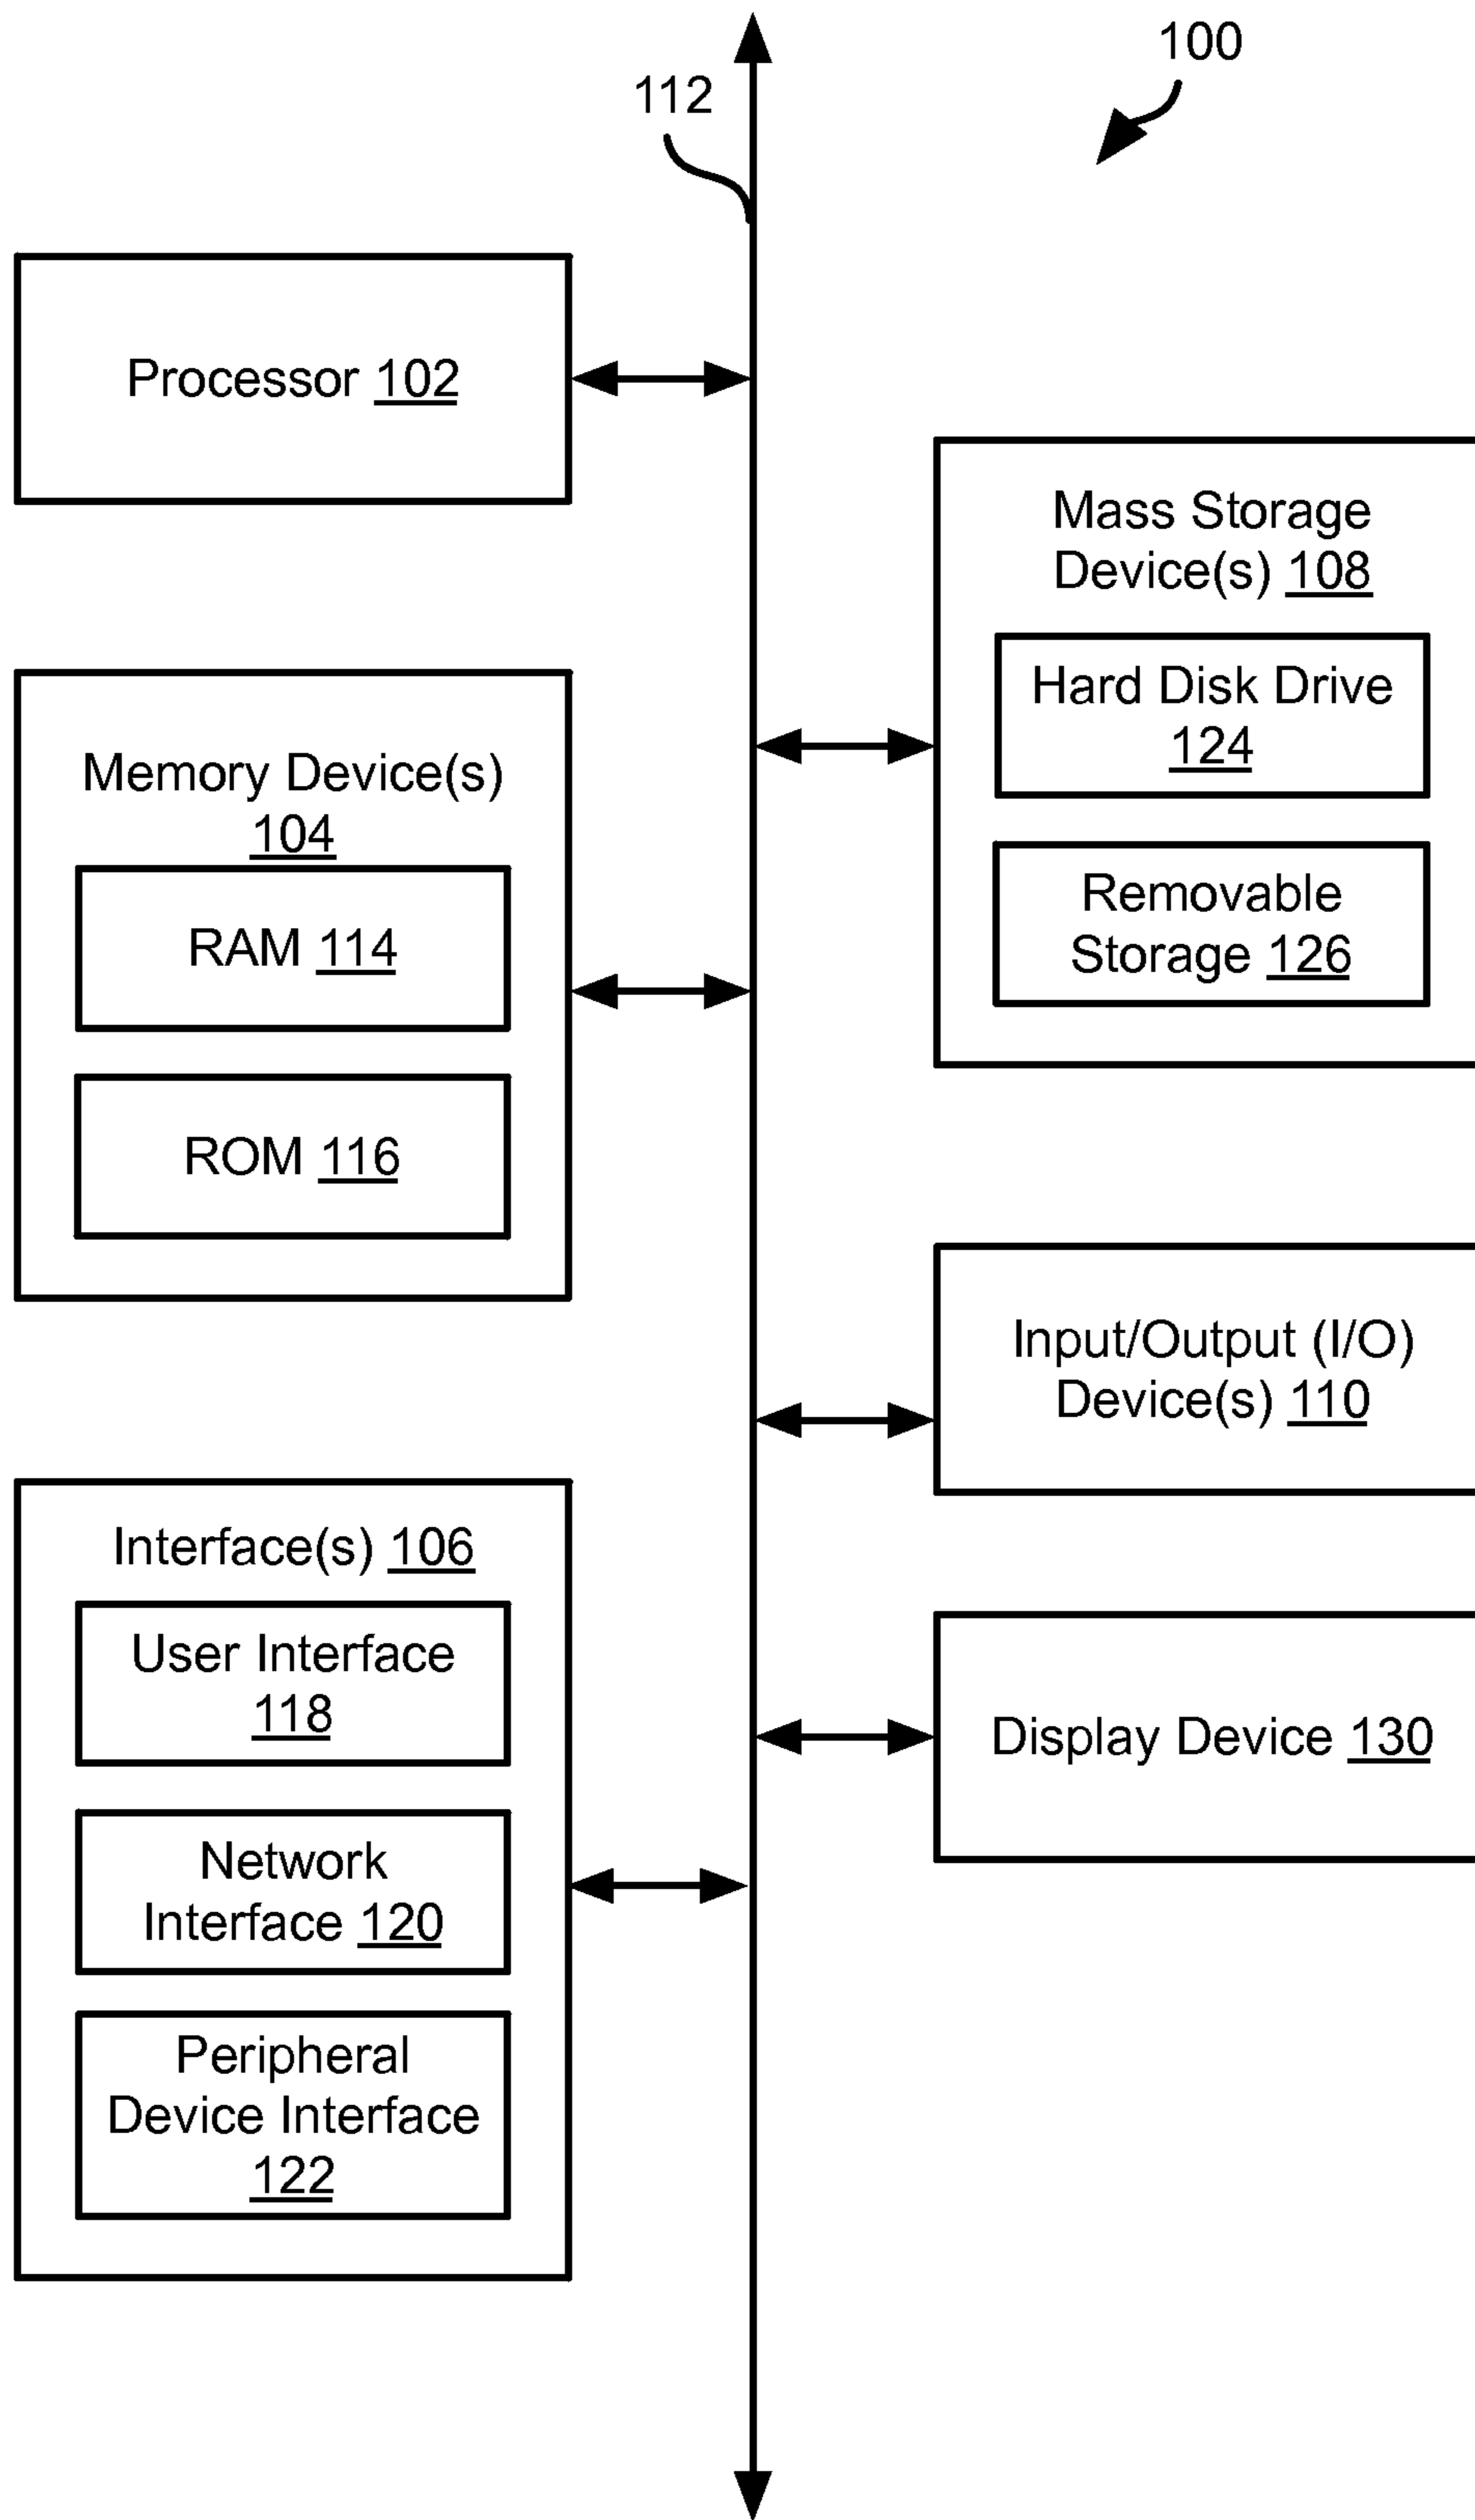 100
112
Processor 102
Mass Storage
Device(s) 108
Hard Disk Drive
124
Removable
Storage 126
Memory Device(s)
104
RAM 114
ROM 116
Input/Output (I/O)
Device(s) 110
Interface(s) 106
User Interface
118
Network
Interface 120
Peripheral
Device Interface
122
Display Device 130